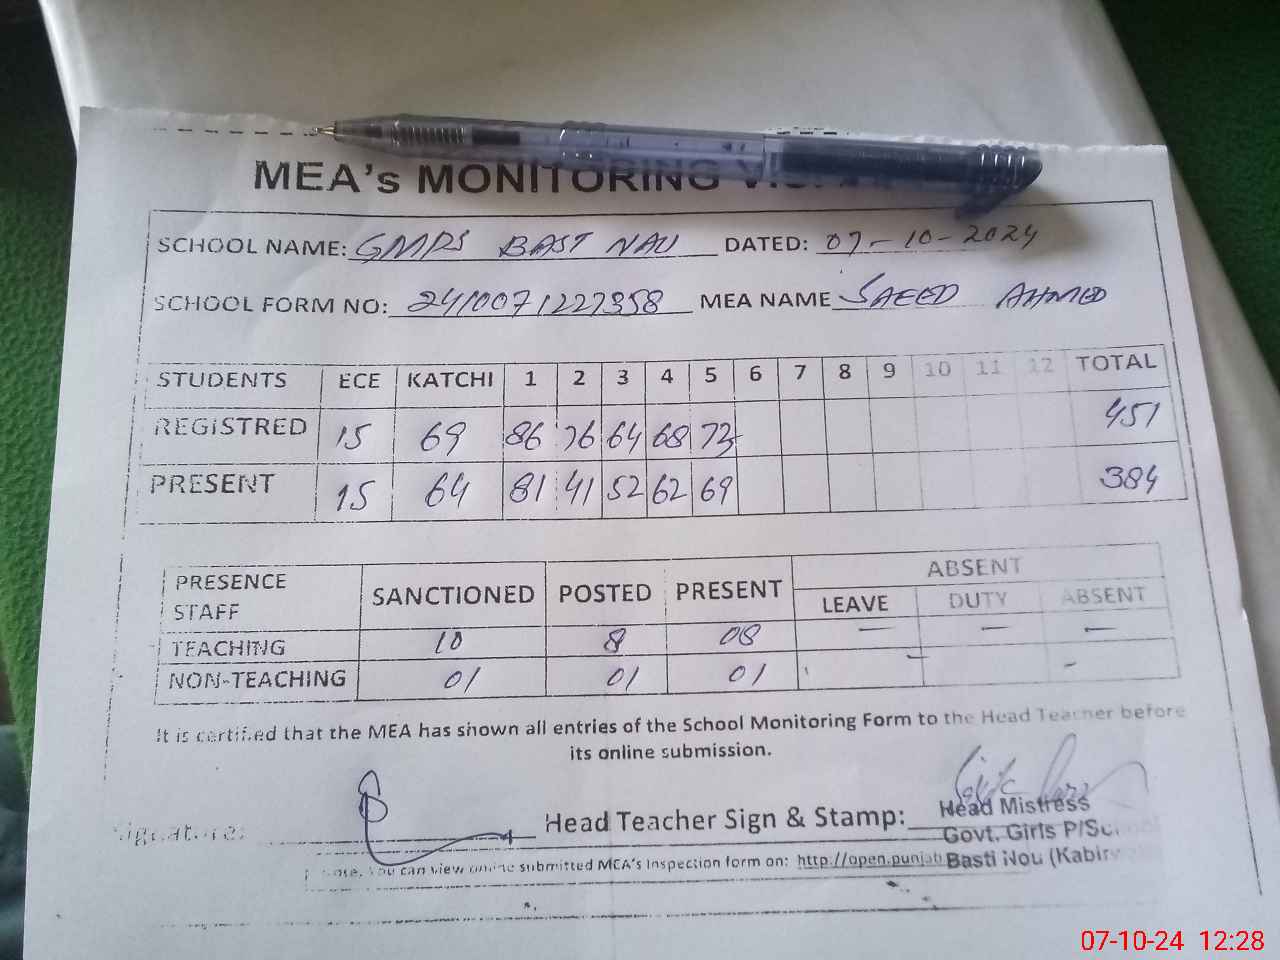 MEA's MONITORING
SCHOOL NAME: GMPS BAST NAU DATED: 07-10-2024
SCHOOL FORM NO: 2410071227358 MEA NAME SAEED AHMED
STUDENTS ECE KATCHI 1 2 3 4 5 6 7 8 9 10 11 12 TOTAL
REGISTRED 15 69 86 76 64 68 73 451
PRESENT 15 64 81 41 52 62 69 384
PRESENCE STAFF SANCTIONED POSTED PRESENT ABSENT
LEAVE DUTY ABSENT
TEACHING 10 8 08 — — —
NON-TEACHING 01 01 01 - -
It is certified that the MEA has shown all entries of the School Monitoring Form to the Head Teacher before
its online submission.
Signature: Head Teacher Sign & Stamp:
Head Mistress
Govt. Girls P/School
Basti Nou (Kabirwala)
Note. You can view online submitted MEA's inspection form on: http://open.punjab
07-10-24 12:28